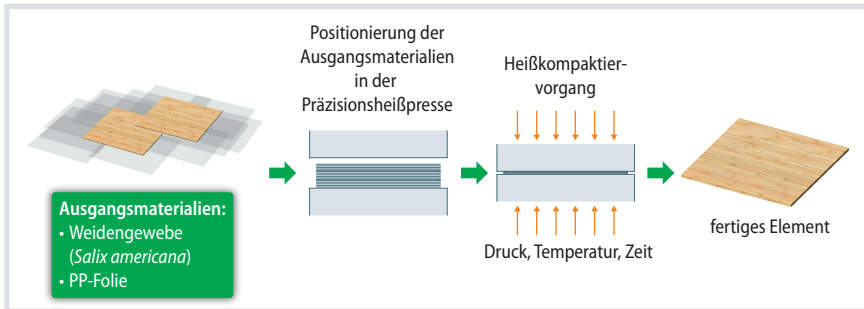 Positionierung der
Ausgangsmaterialien
in der
Präzisionsheißpresse
Heißkompaktier-
vorgang
Ausgangsmaterialien:
• Weidengewebe
(Salix americana)
• PP-Folie
Druck, Temperatur, Zeit
fertiges Element